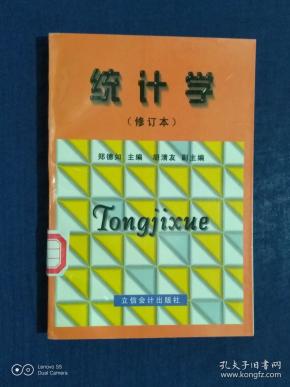 统计学
（修订本）
郑德如 主编 胡清友 副主编
Tongjixue
立信会计出版社
Lenovo S5
Dual Camera
孔夫子旧书网
www.kongfz.com